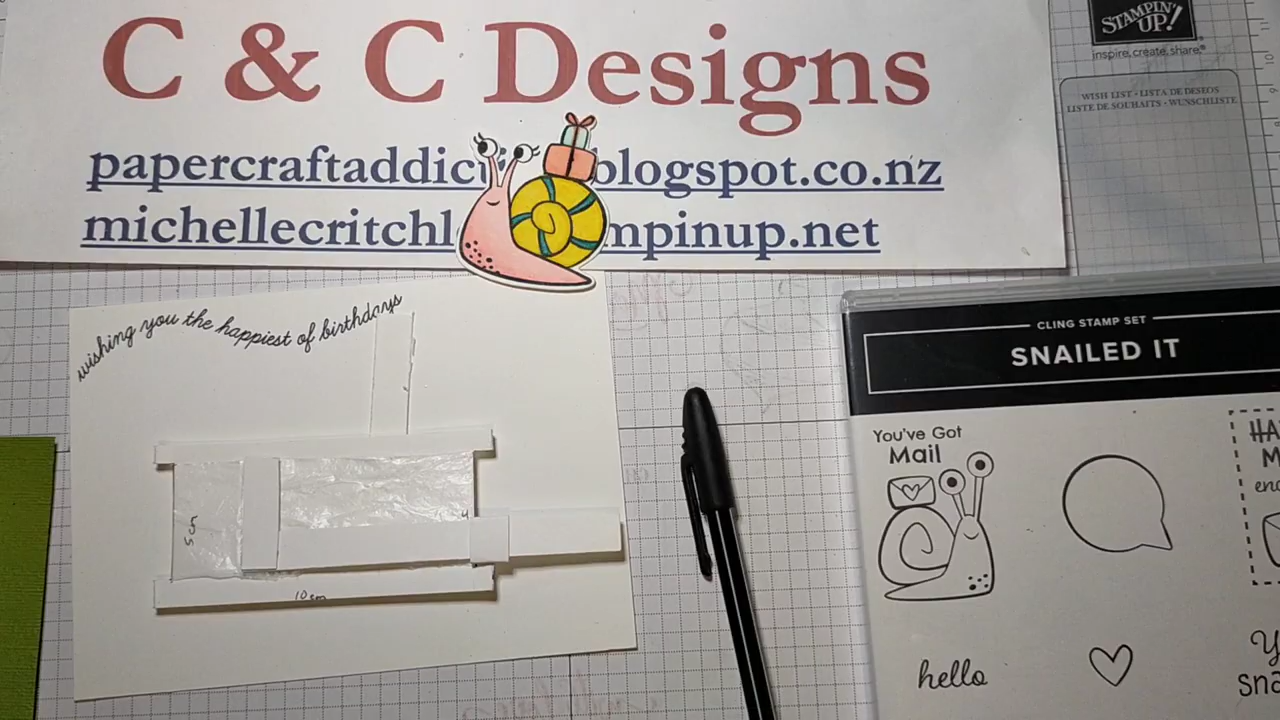 C & C Designs
papercraftaddic blogspot.co.nz
michellecritchl mpinup.net
STAMPIN' UP!
inspire. create. share.
WISH LIST • LISTA DE DESEOS
LISTE DE SOUHAITS • WUNSCHLISTE
wishing you the happiest of birthdays
5
10 cm
CLING STAMP SET
SNAILED IT
You've Got
Mail
hello